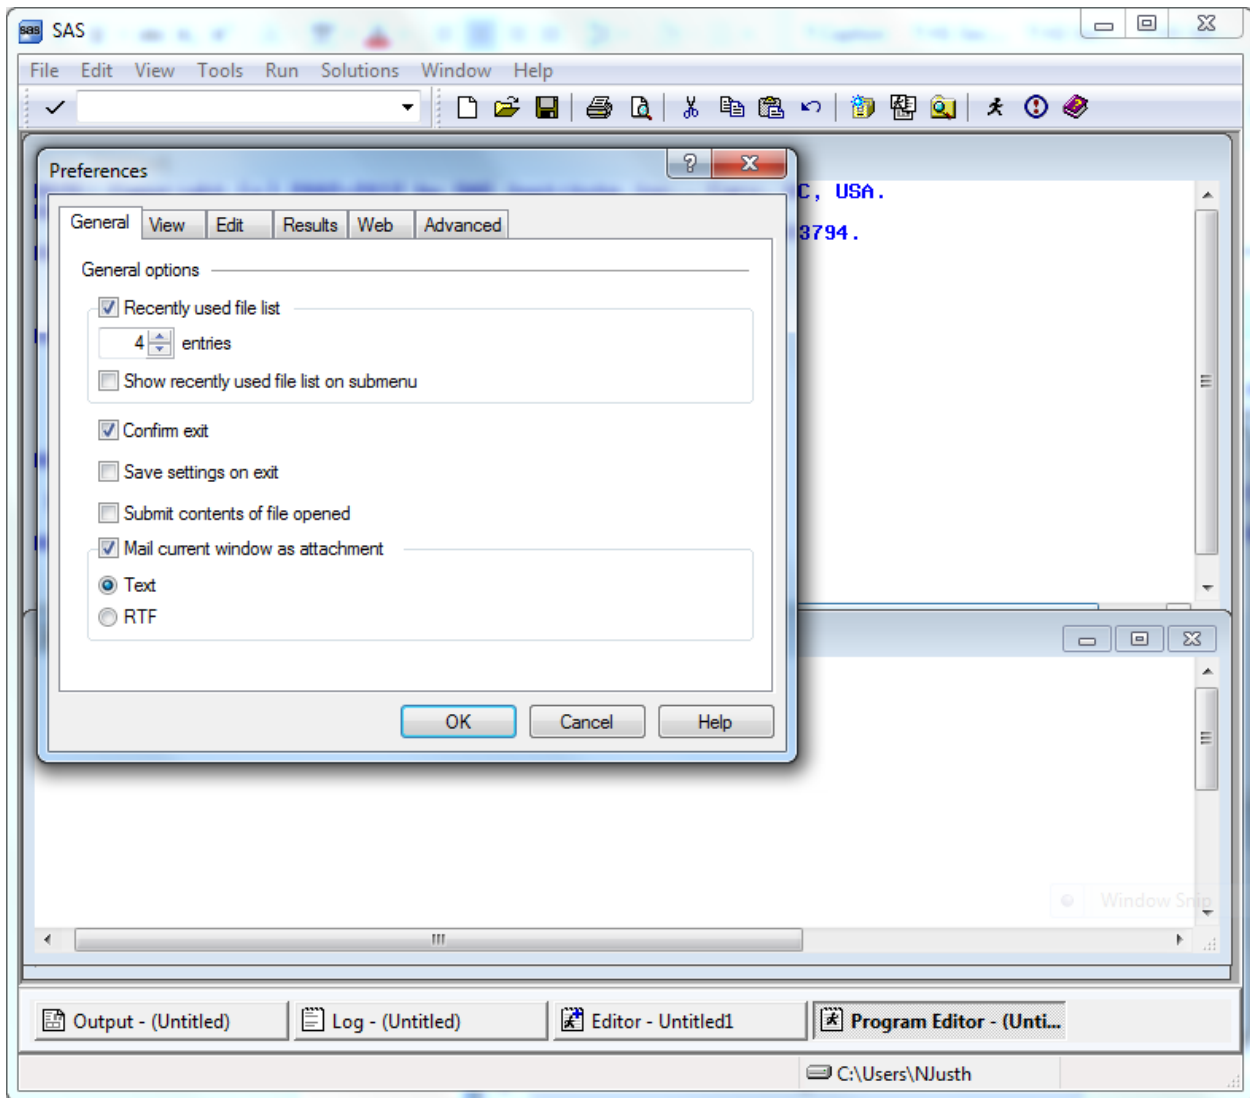 SAS
File Edit View Tools Run Solutions Window Help
Preferences
C, USA.
General View Edit Results Web Advanced
3794.
General options
Recently used file list
4 entries
Show recently used file list on submenu
Confirm exit
Save settings on exit
Submit contents of file opened
Mail current window as attachment
Text
RTF
OK Cancel Help
Window Snip
Output - (Untitled) Log - (Untitled) Editor - Untitled1 Program Editor - (Unti...
C:\Users\NJusth